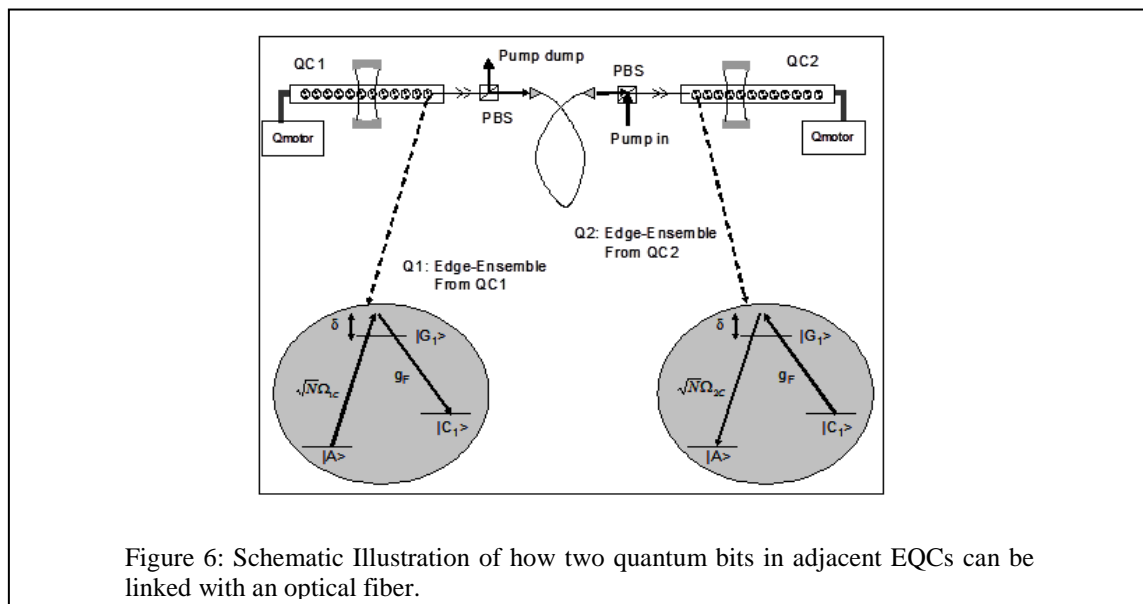 QC1
Pump dump
PBS
QC2
PBS
Pump in
Qmotor
Qmotor
Q2: Edge-Ensemble
From QC2
Q1: Edge-Ensemble
From QC1
δ
|G₁>
√NΩ₁C
gF
|C₁>
|A>
δ
|G₁>
√NΩ₂C
gF
|C₁>
|A>
Figure 6: Schematic Illustration of how two quantum bits in adjacent EQCs can be
linked with an optical fiber.